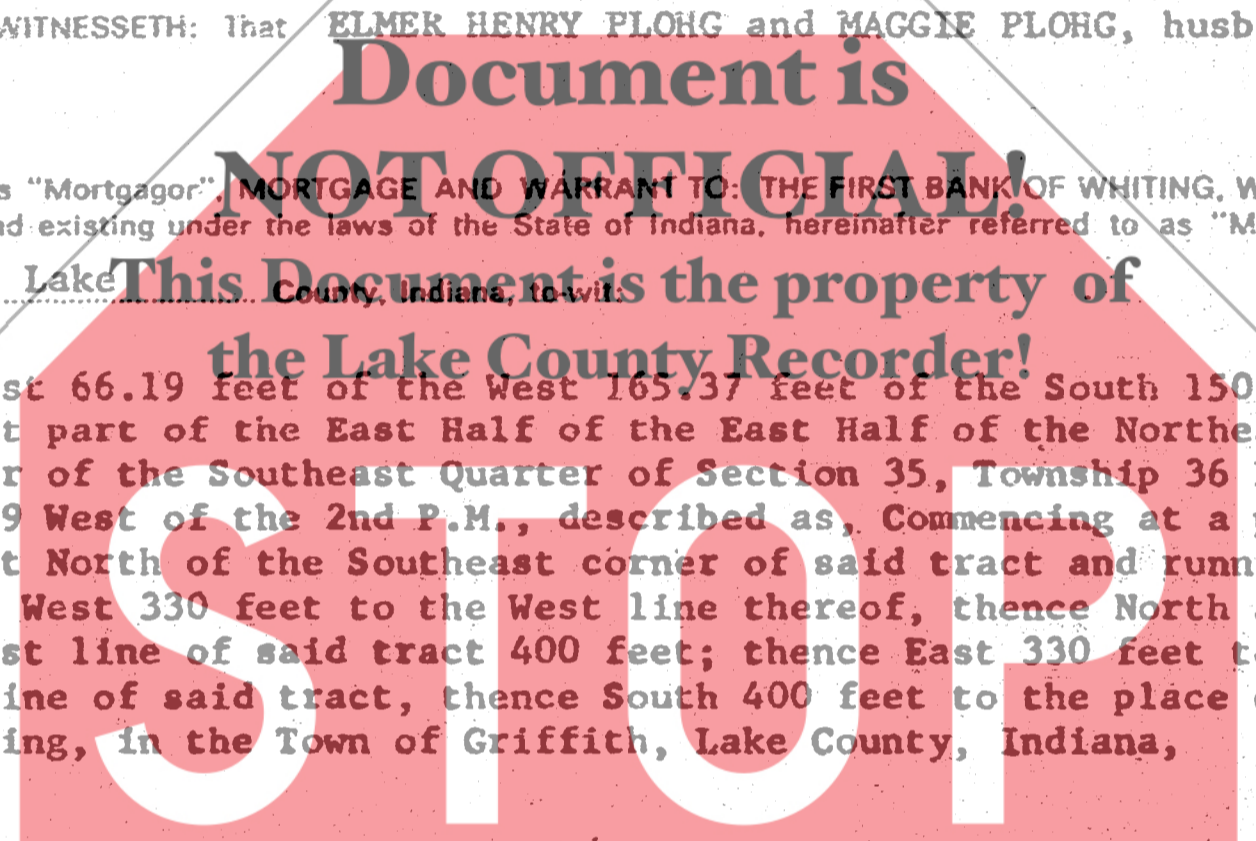 WITNESSETH: That ELMER HENRY PLOHG and MAGGIE PLOHG, husb
Document is
NOT OFFICIAL!
s "Mortgagor", MORTGAGE AND WARRANT TO: THE FIRST BANK OF WHITING, W
nd existing under the laws of the State of Indiana, hereinafter referred to as "M
This Document is the property of
Lake County, Indiana, to-wit:
the Lake County Recorder!
st 66.19 feet of the West 165.37 feet of the South 150
t part of the East Half of the East Half of the Northe
r of the Southeast Quarter of Section 35, Township 36
9 West of the 2nd P.M., described as, Commencing at a
t North of the Southeast corner of said tract and runn
West 330 feet to the West line thereof, thence North
st line of said tract 400 feet; thence East 330 feet t
ine of said tract, thence South 400 feet to the place
ing, in the Town of Griffith, Lake County, Indiana,
STOP